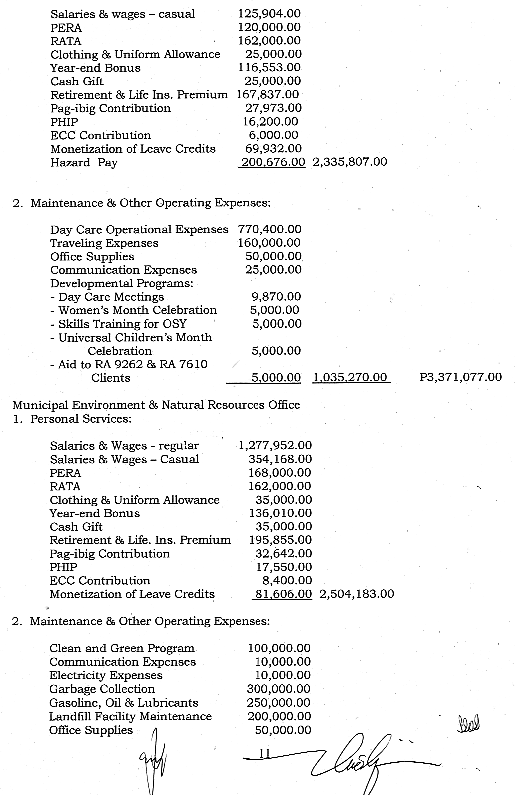 Salaries & wages – casual 125,904.00
PERA 120,000.00
RATA 162,000.00
Clothing & Uniform Allowance 25,000.00
Year-end Bonus 116,553.00
Cash Gift 25,000.00
Retirement & Life Ins. Premium 167,837.00
Pag-ibig Contribution 27,973.00
PHIP 16,200.00
ECC Contribution 6,000.00
Monetization of Leave Credits 69,932.00
Hazard Pay 200,676.00 2,335,807.00
2. Maintenance & Other Operating Expenses:
Day Care Operational Expenses 770,400.00
Traveling Expenses 160,000.00
Office Supplies 50,000.00
Communication Expenses 25,000.00
Developmental Programs:
- Day Care Meetings 9,870.00
- Women's Month Celebration 5,000.00
- Skills Training for OSY 5,000.00
- Universal Children's Month
Celebration 5,000.00
- Aid to RA 9262 & RA 7610
Clients 5,000.00 1,035,270.00 P3,371,077.00
Municipal Environment & Natural Resources Office
1. Personal Services:
Salaries & Wages - regular 1,277,952.00
Salaries & Wages – Casual 354,168.00
PERA 168,000.00
RATA 162,000.00
Clothing & Uniform Allowance 35,000.00
Year-end Bonus 136,010.00
Cash Gift 35,000.00
Retirement & Life. Ins. Premium 195,855.00
Pag-ibig Contribution 32,642.00
PHIP 17,550.00
ECC Contribution 8,400.00
Monetization of Leave Credits 81,606.00 2,504,183.00
2. Maintenance & Other Operating Expenses:
Clean and Green Program 100,000.00
Communication Expenses 10,000.00
Electricity Expenses 10,000.00
Garbage Collection 300,000.00
Gasoline, Oil & Lubricants 250,000.00
Landfill Facility Maintenance 200,000.00
Office Supplies 50,000.00
11